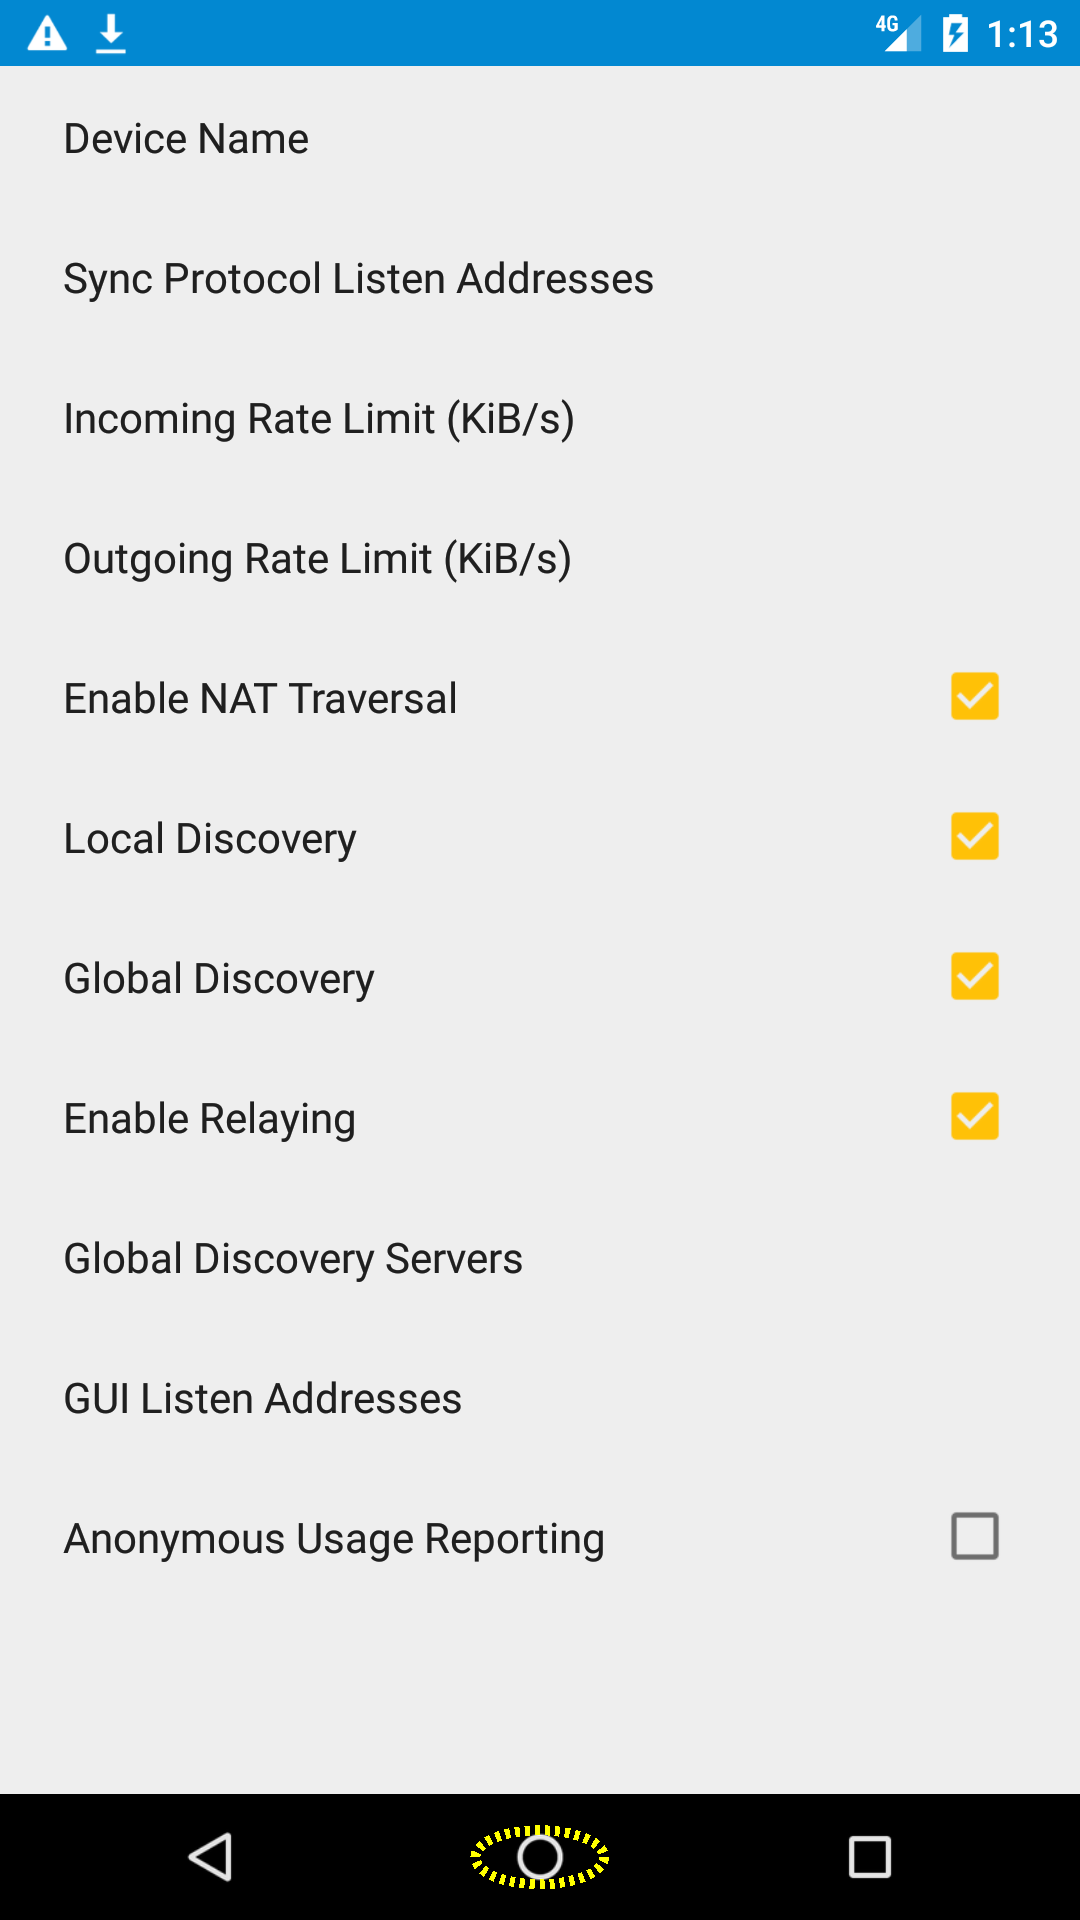 4G 1:13
Device Name
Sync Protocol Listen Addresses
Incoming Rate Limit (KiB/s)
Outgoing Rate Limit (KiB/s)
Enable NAT Traversal
Local Discovery
Global Discovery
Enable Relaying
Global Discovery Servers
GUI Listen Addresses
Anonymous Usage Reporting